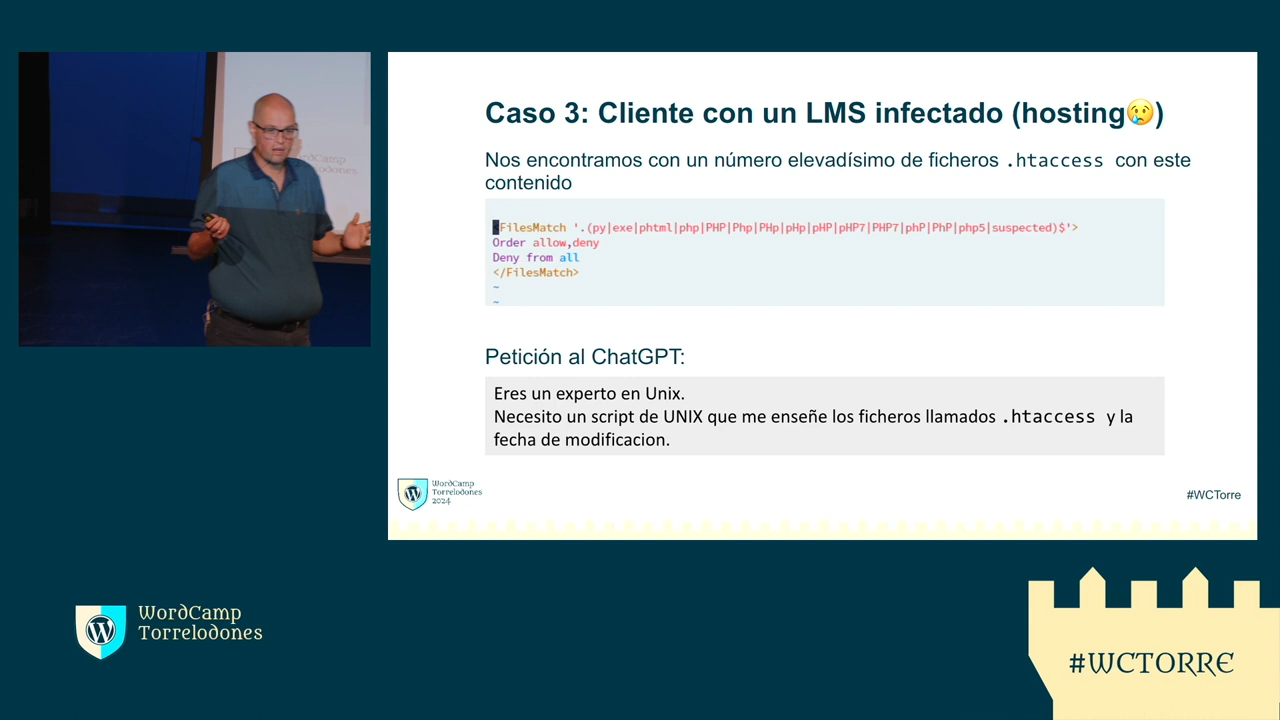 Caso 3: Cliente con un LMS infectado (hosting😢)
Nos encontramos con un número elevadísimo de ficheros .htaccess con este
contenido
<FilesMatch '.(py|exe|phtml|php|PHP|Php|PHp|pHp|pHP|pHP7|PHP7|phP|PhP|php5|suspected)$'>
Order allow,deny
Deny from all
</FilesMatch>
~
~
Petición al ChatGPT:
Eres un experto en Unix.
Necesito un script de UNIX que me enseñe los ficheros llamados .htaccess y la
fecha de modificacion.
WordCamp
Torrelodones
2024
#WCTorre
WordCamp
Torrelodones
#WCTORRE